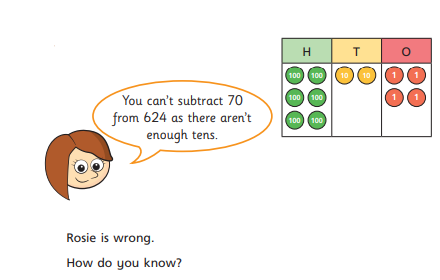 H T O
You can't subtract 70
from 624 as there aren't
enough tens.
100 100 10 10 1 1
100 100 1 1
100 100
Rosie is wrong.
How do you know?